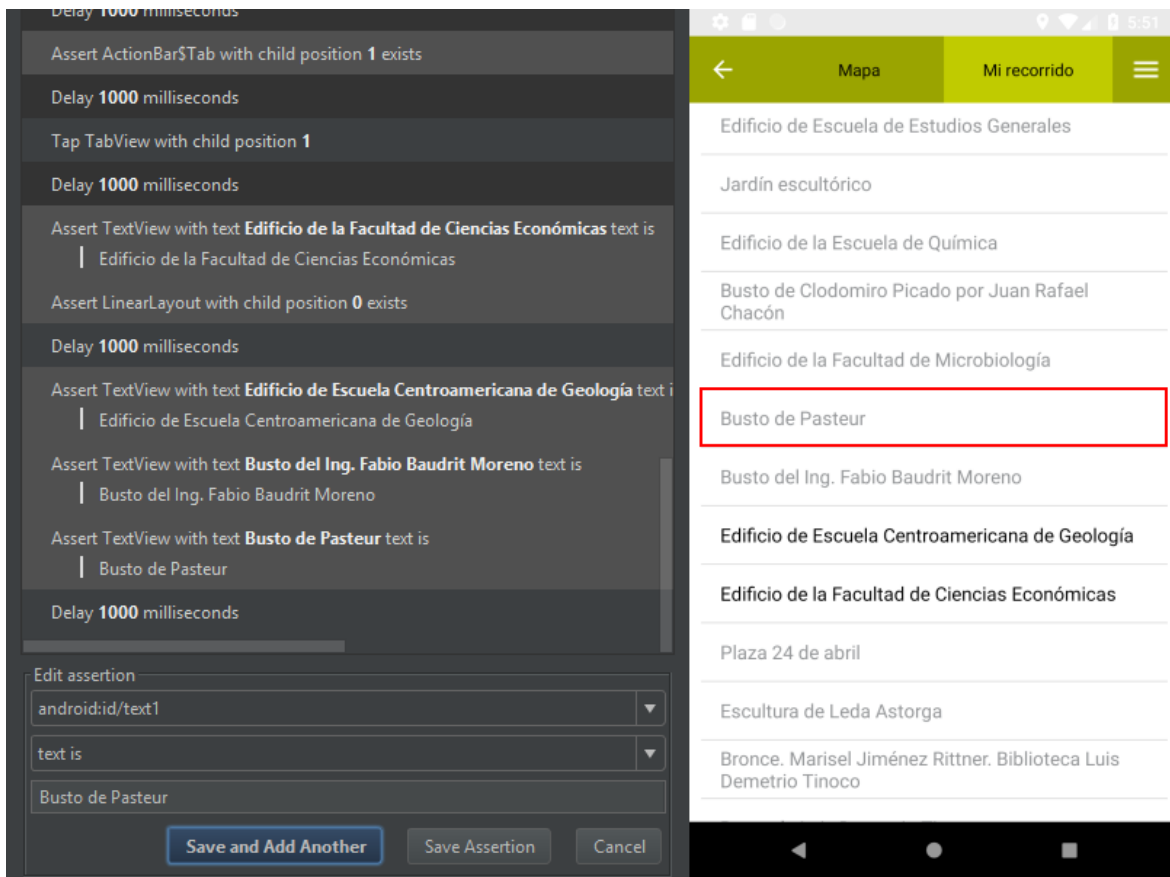 Delay 1000 milliseconds
Assert ActionBar$Tab with child position 1 exists
Delay 1000 milliseconds
Tap TabView with child position 1
Delay 1000 milliseconds
Assert TextView with text Edificio de la Facultad de Ciencias Económicas text is
Edificio de la Facultad de Ciencias Económicas
Assert LinearLayout with child position 0 exists
Delay 1000 milliseconds
Assert TextView with text Edificio de Escuela Centroamericana de Geología text i
Edificio de Escuela Centroamericana de Geología
Assert TextView with text Busto del Ing. Fabio Baudrit Moreno text is
Busto del Ing. Fabio Baudrit Moreno
Assert TextView with text Busto de Pasteur text is
Busto de Pasteur
Delay 1000 milliseconds
Edit assertion
android:id/text1
text is
Busto de Pasteur
Save and Add Another
Save Assertion
Cancel
5:51
Mapa
Mi recorrido
Edificio de Escuela de Estudios Generales
Jardín escultórico
Edificio de la Escuela de Química
Busto de Clodomiro Picado por Juan Rafael
Chacón
Edificio de la Facultad de Microbiología
Busto de Pasteur
Busto del Ing. Fabio Baudrit Moreno
Edificio de Escuela Centroamericana de Geología
Edificio de la Facultad de Ciencias Económicas
Plaza 24 de abril
Escultura de Leda Astorga
Bronce. Marisel Jiménez Rittner. Biblioteca Luis
Demetrio Tinoco